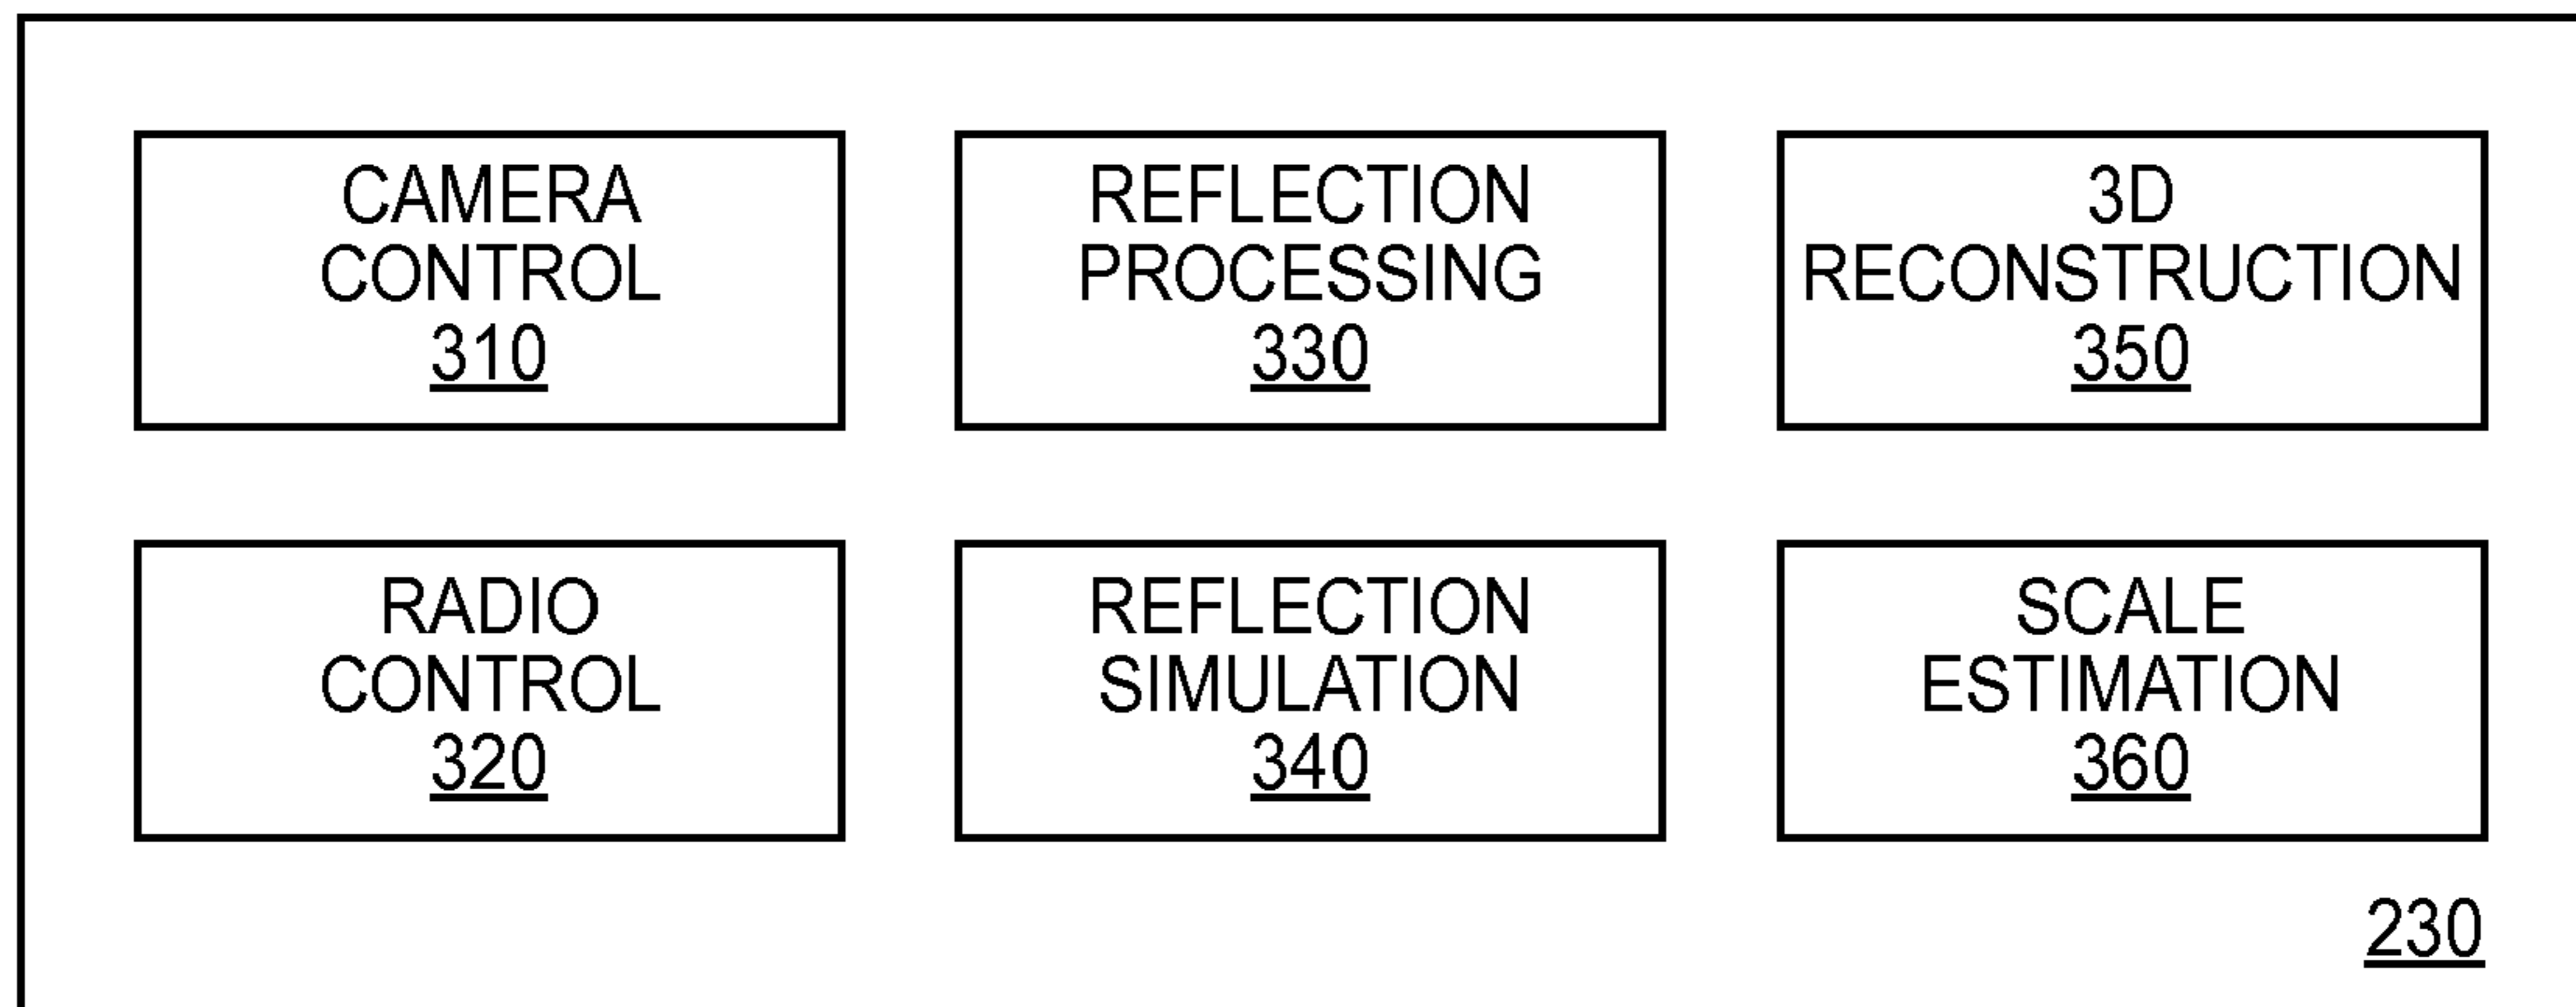 CAMERA
CONTROL
310
REFLECTION
PROCESSING
330
3D
RECONSTRUCTION
350
RADIO
CONTROL
320
REFLECTION
SIMULATION
340
SCALE
ESTIMATION
360
230